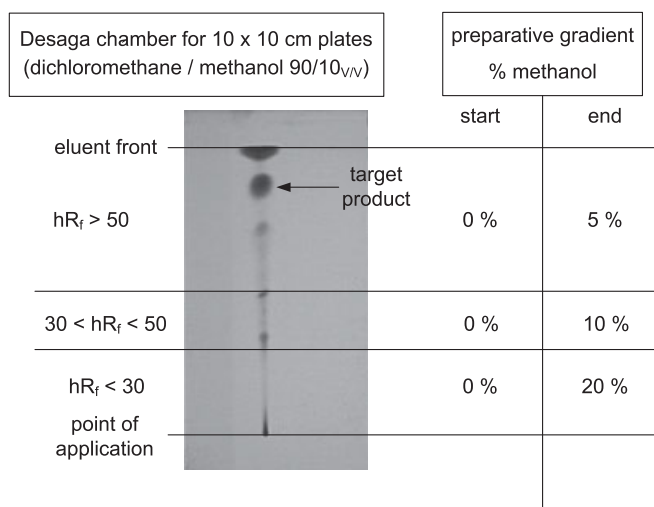 Desaga chamber for 10 x 10 cm plates
(dichloromethane / methanol 90/10V/V)
preparative gradient
% methanol
start end
eluent front
target
product
hRf > 50 0 % 5 %
30 < hRf < 50 0 % 10 %
hRf < 30 0 % 20 %
point of
application